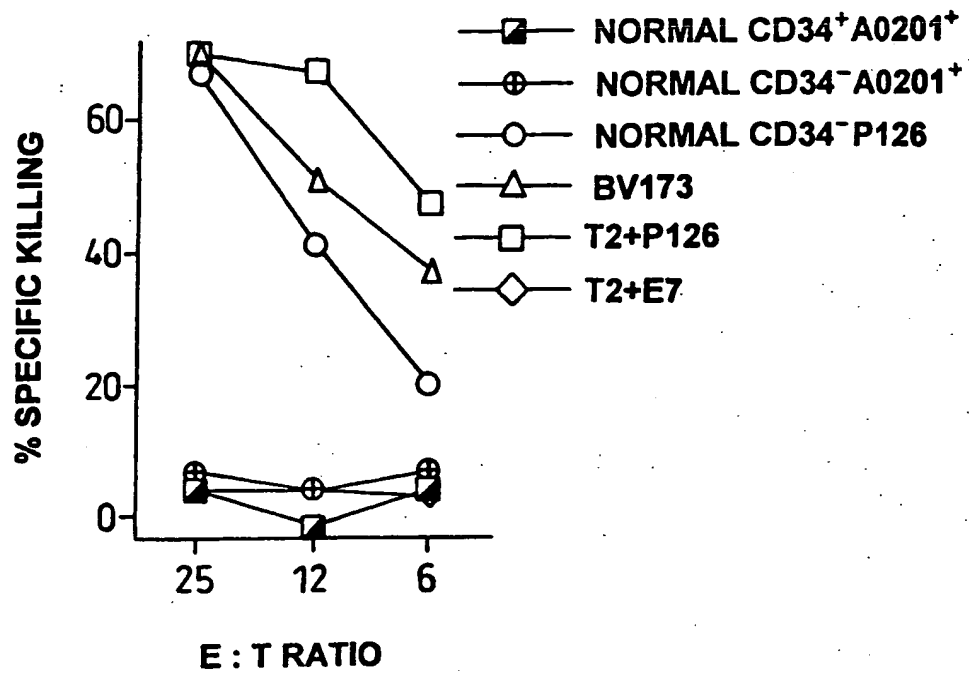 NORMAL CD34⁺A0201⁺
NORMAL CD34⁻A0201⁺
NORMAL CD34⁻P126
BV173
T2+P126
T2+E7
% SPECIFIC KILLING
60
40
20
0
25 12 6
E : T RATIO